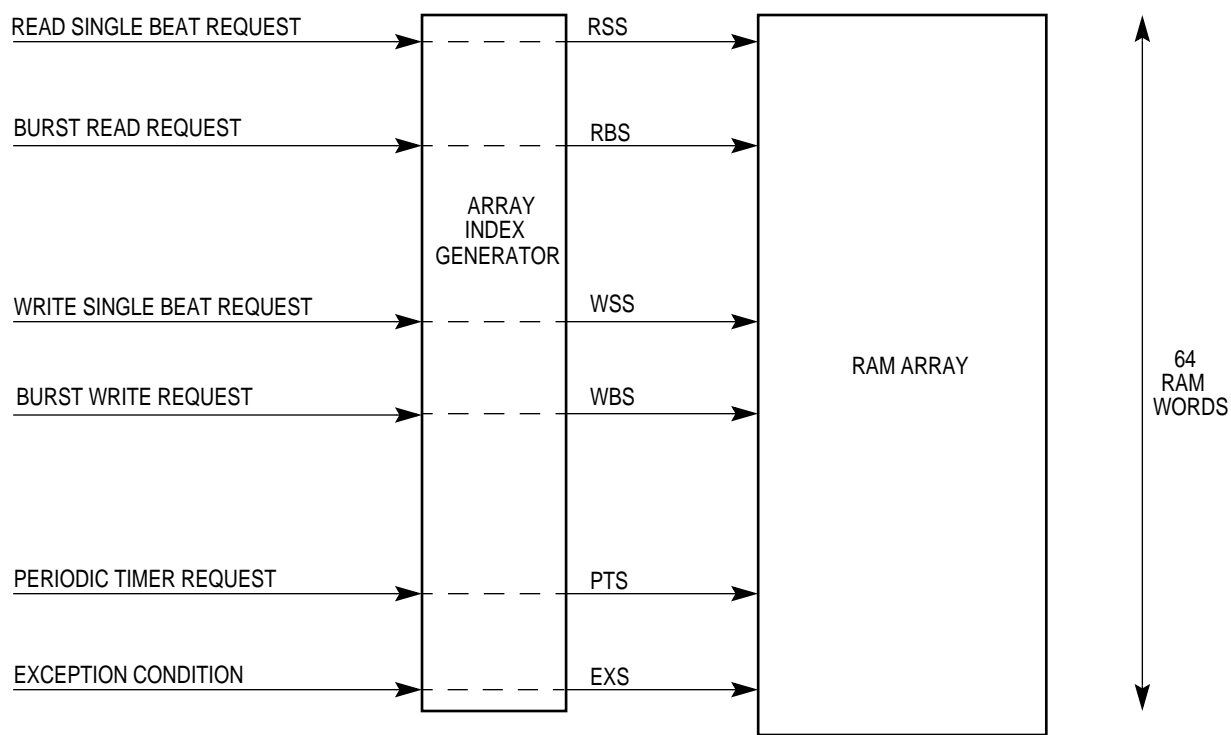 READ SINGLE BEAT REQUEST
RSS
BURST READ REQUEST
RBS
ARRAY
INDEX
GENERATOR
WRITE SINGLE BEAT REQUEST
WSS
RAM ARRAY
64
RAM
WORDS
BURST WRITE REQUEST
WBS
PERIODIC TIMER REQUEST
PTS
EXCEPTION CONDITION
EXS